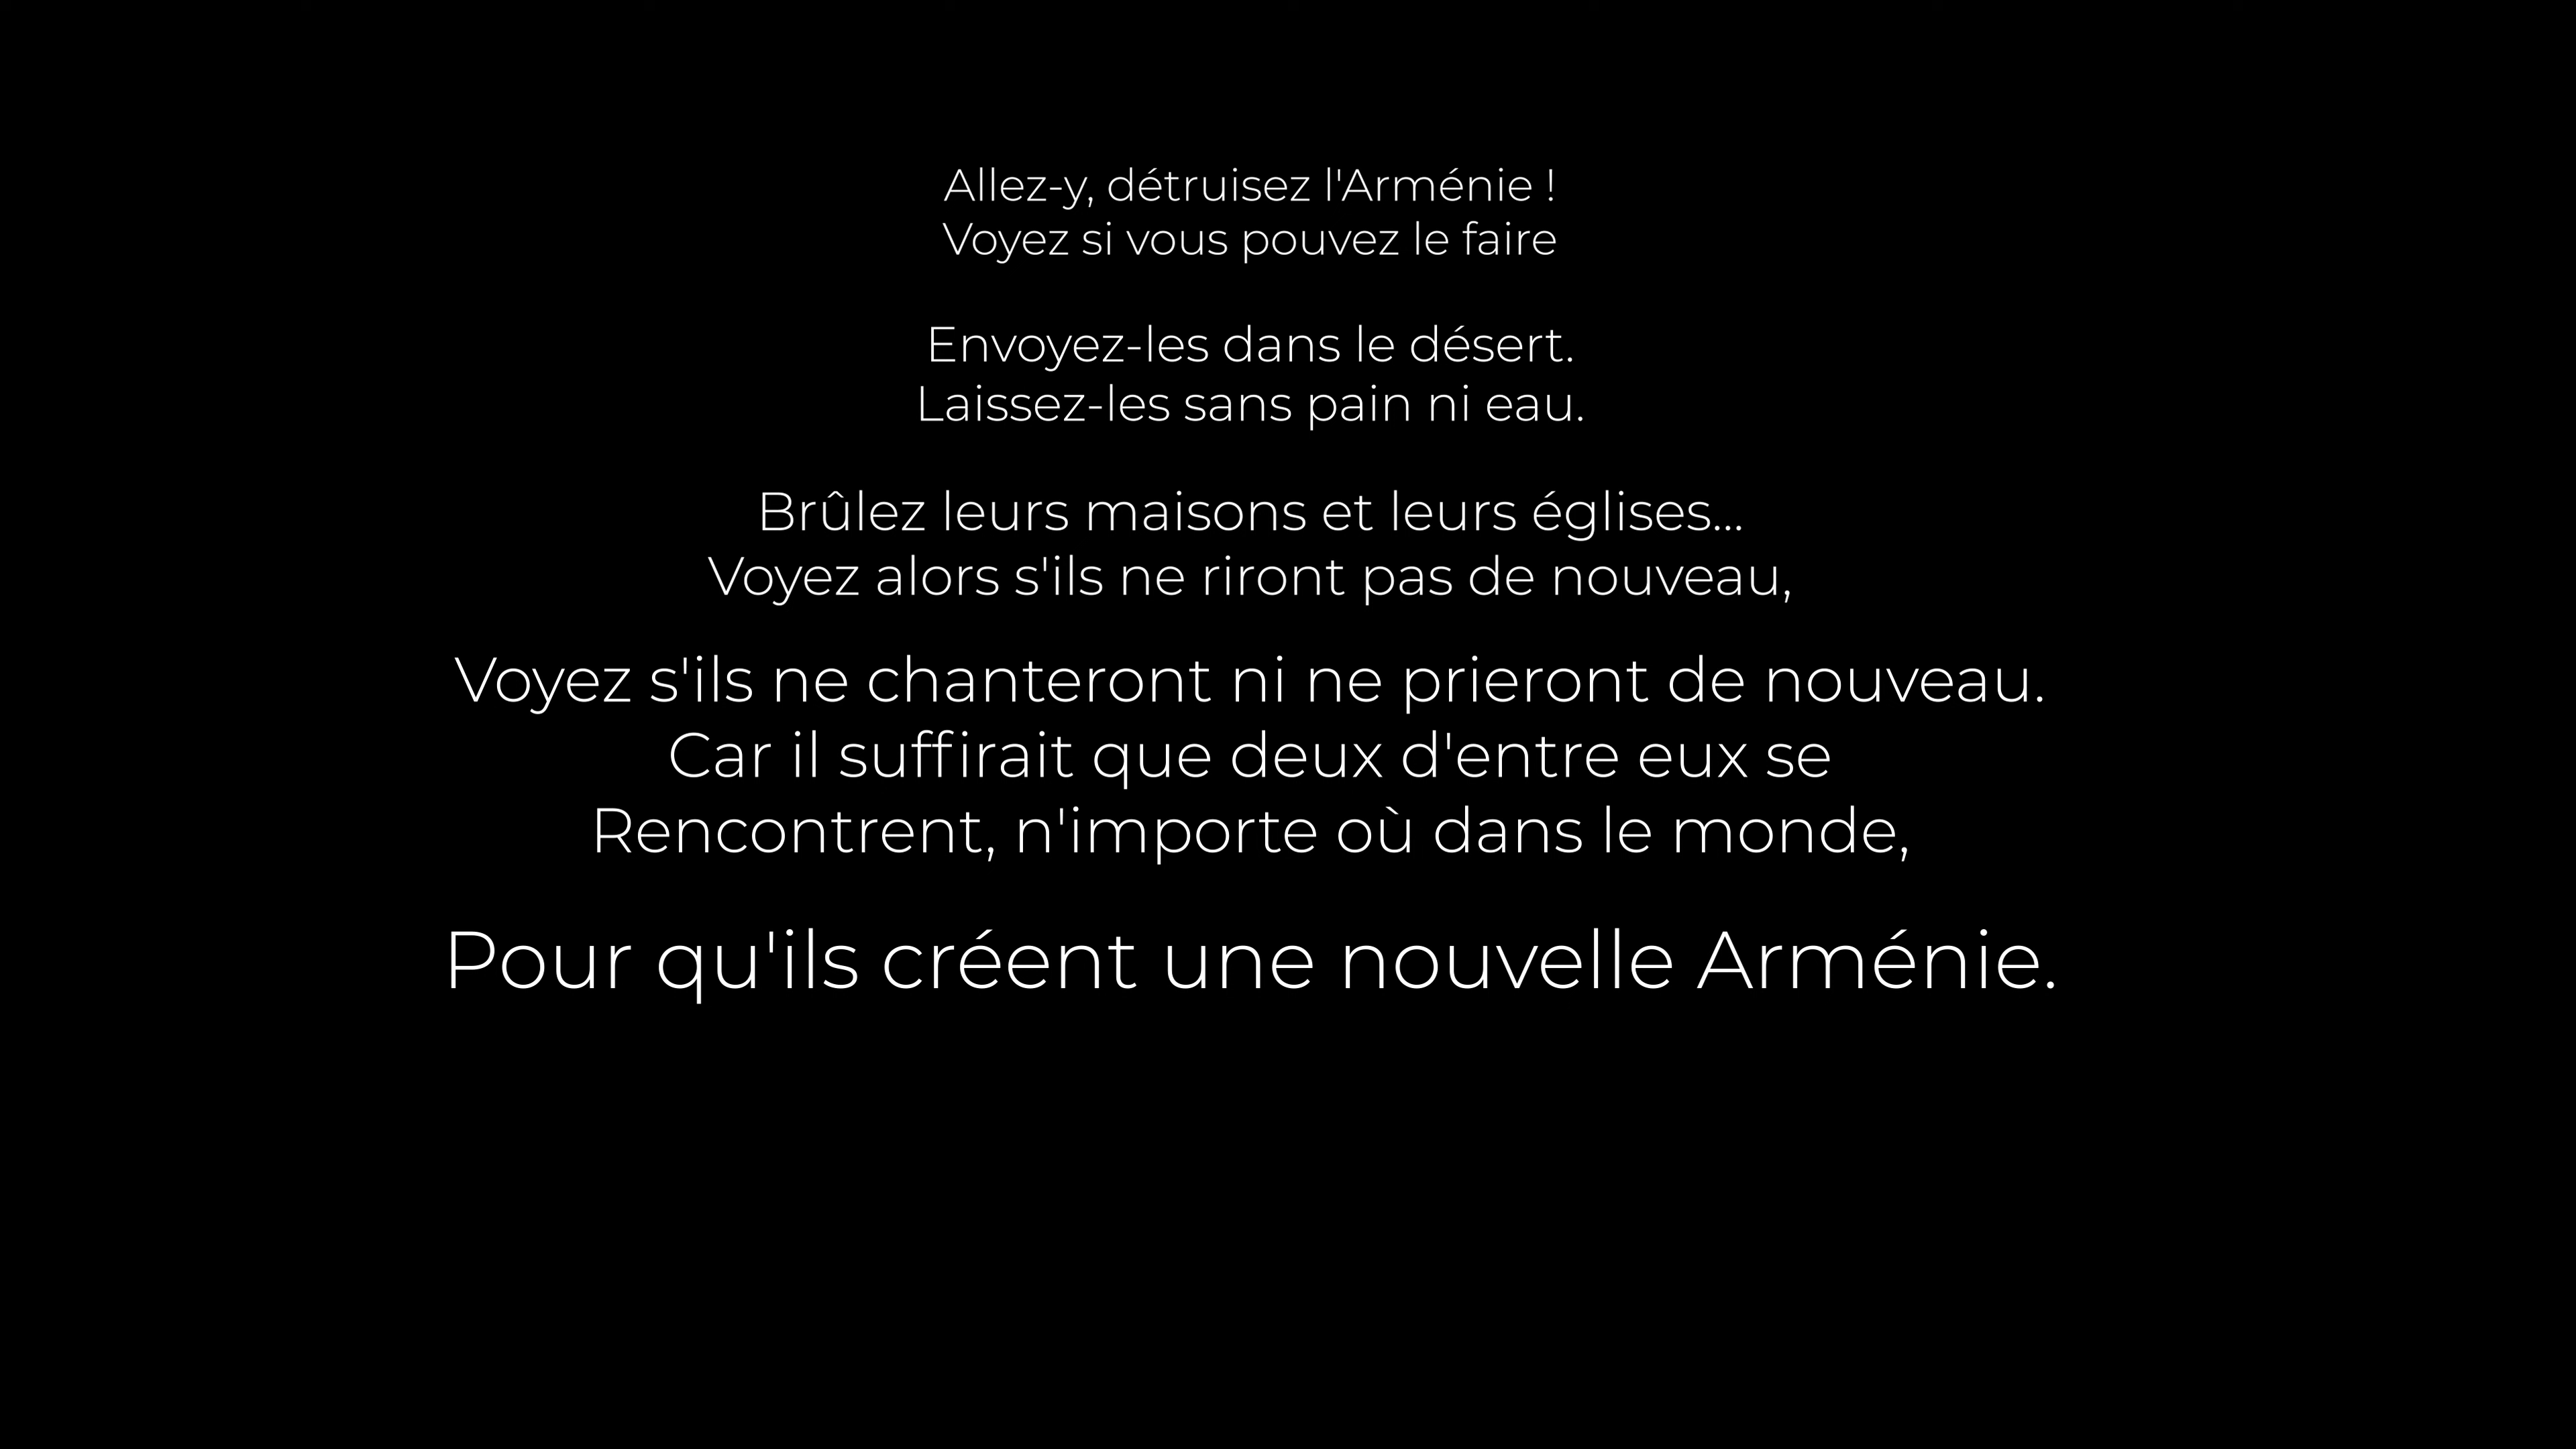 Allez-y, détruisez l'Arménie !
Voyez si vous pouvez le faire
Envoyez-les dans le désert.
Laissez-les sans pain ni eau.
Brûlez leurs maisons et leurs églises...
Voyez alors s'ils ne riront pas de nouveau,
Voyez s'ils ne chanteront ni ne prieront de nouveau.
Car il suffirait que deux d'entre eux se
Rencontrent, n'importe où dans le monde,
Pour qu'ils créent une nouvelle Arménie.